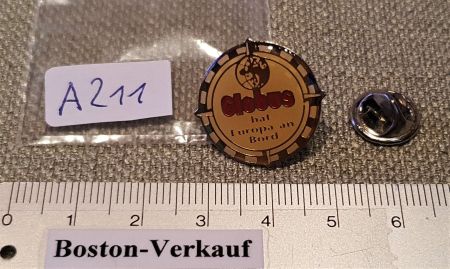 A211
Globus
hat
Europa an
Bord
0 1 2 3 4 5 6
Boston-Verkauf